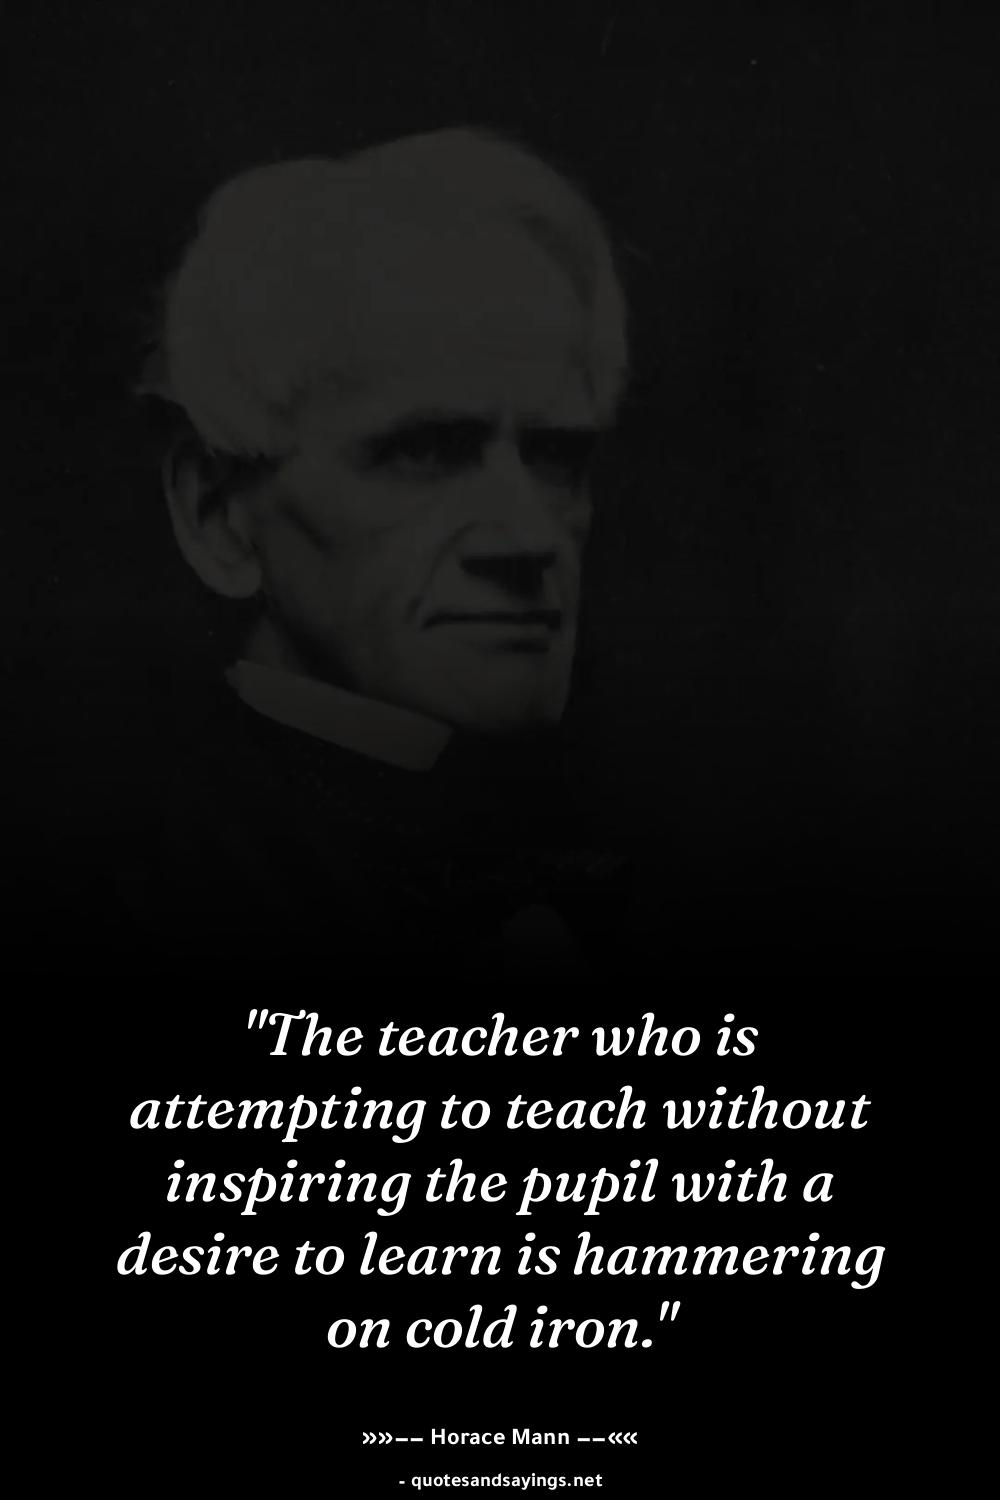 "The teacher who is
attempting to teach without
inspiring the pupil with a
desire to learn is hammering
on cold iron."
»»−− Horace Mann −−««
- quotesandsayings.net